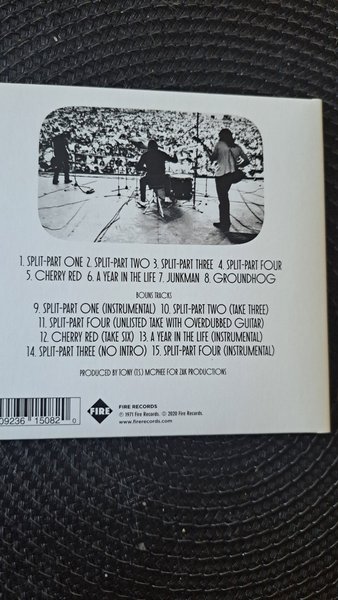 1. SPLIT-PART ONE 2. SPLIT-PART TWO 3. SPLIT-PART THREE 4. SPLIT-PART FOUR
5. CHERRY RED 6. A YEAR IN THE LIFE 7. JUNKMAN 8. GROUNDHOG
BOUNS TRACKS
9. SPLIT-PART ONE (INSTRUMENTAL) 10. SPLIT-PART TWO (TAKE THREE)
11. SPLIT-PART FOUR (UNLISTED TAKE WITH OVERDUBBED GUITAR)
12. CHERRY RED (TAKE SIX) 13. A YEAR IN THE LIFE (INSTRUMENTAL)
14. SPLIT-PART THREE (NO INTRO) 15. SPLIT-PART FOUR (INSTRUMENTAL)
PRODUCED BY TONY (T.S.) MCPHEE FOR ZAK PRODUCTIONS
09236 15082 0
FIRE
FIRE RECORDS
℗ 1971 Fire Records. © 2020 Fire Records.
www.firerecords.com